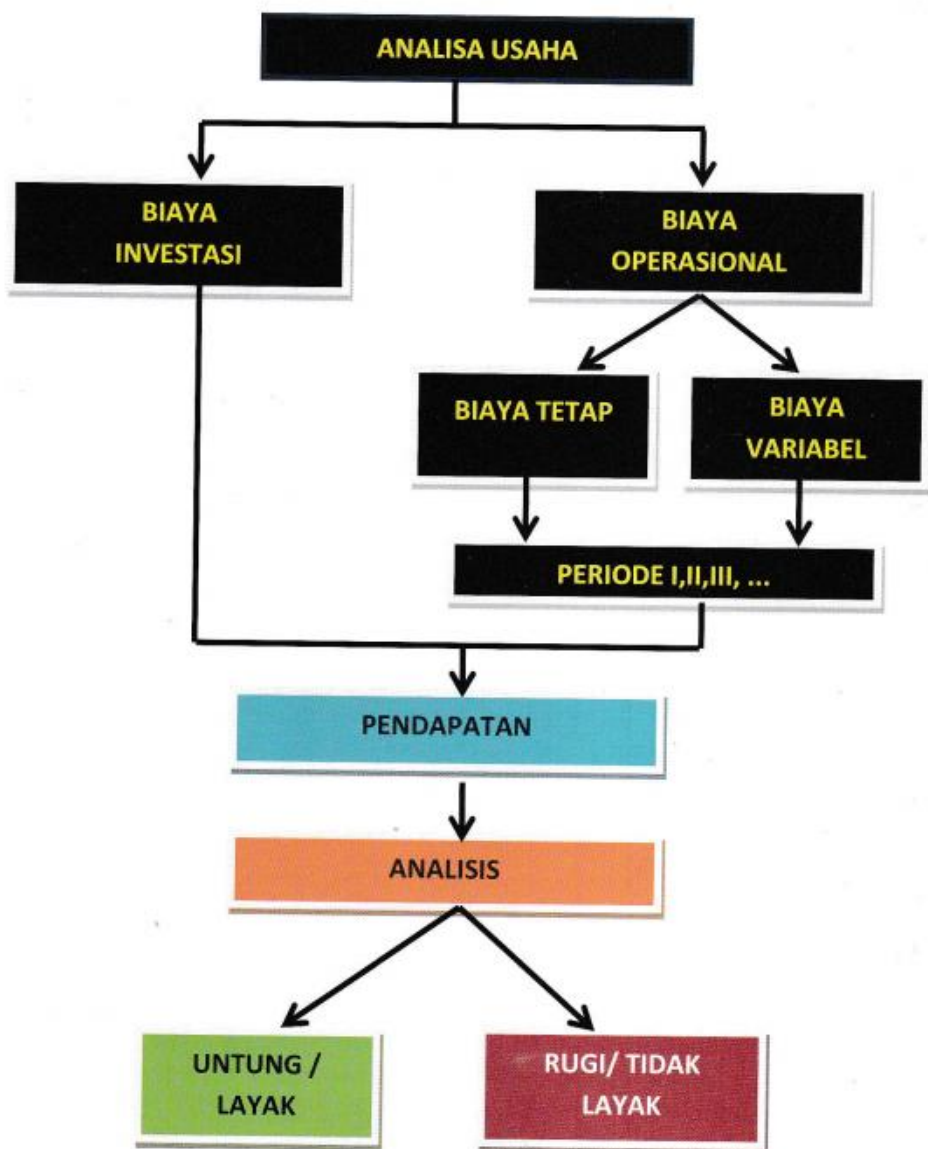 ANALISA USAHA
BIAYA
INVESTASI
BIAYA
OPERASIONAL
BIAYA TETAP
BIAYA
VARIABEL
PERIODE I,II,III, ...
PENDAPATAN
ANALISIS
UNTUNG /
LAYAK
RUGI/ TIDAK
LAYAK